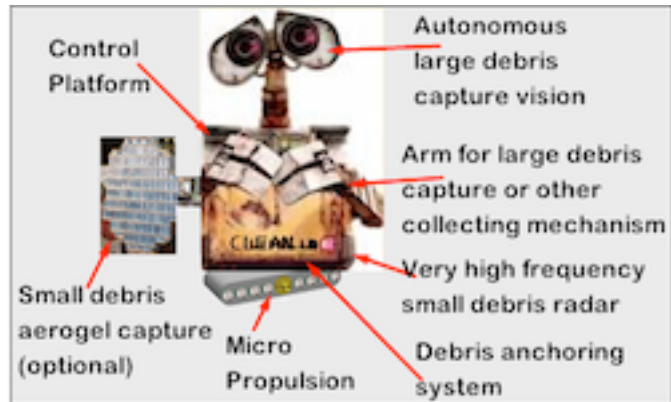 Control
Platform
Autonomous
large debris
capture vision
Arm for large debris
capture or other
collecting mechanism
Very high frequency
small debris radar
Small debris
aerogel capture
(optional)
Micro
Propulsion
Debris anchoring
system